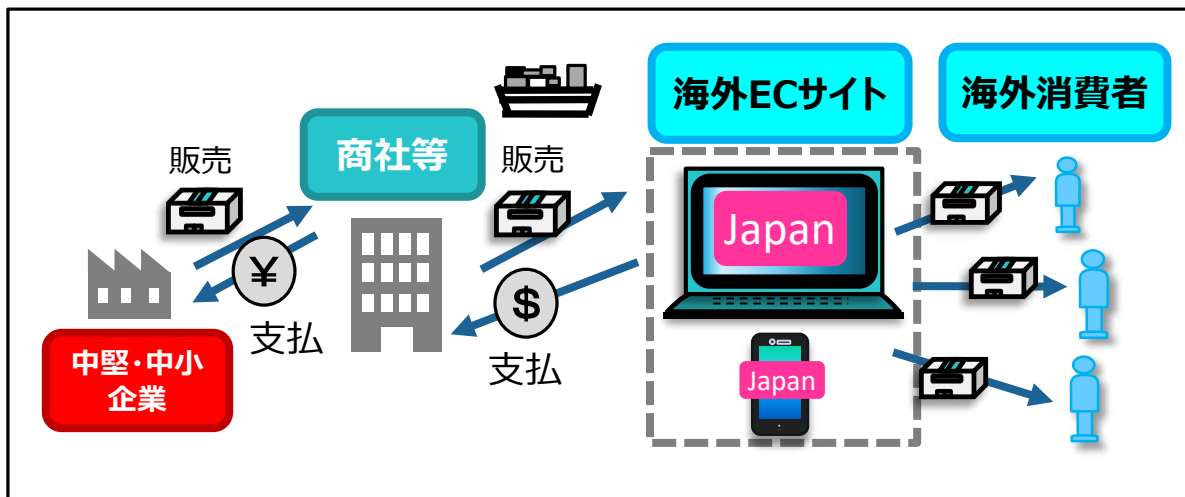 海外ECサイト
海外消費者
商社等
販売
販売
Japan
¥
$
支払
支払
中堅・中小
企業
Japan